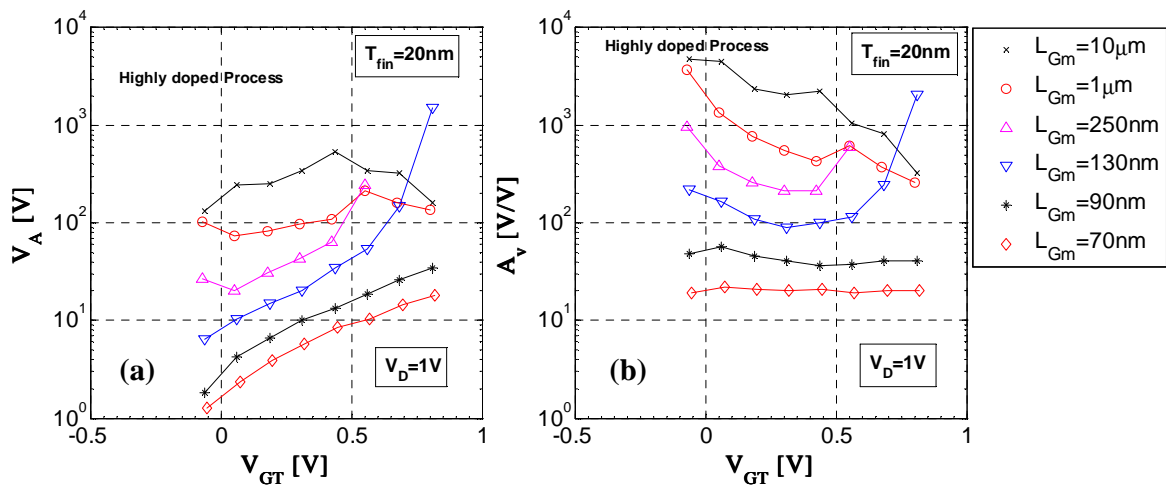 10⁴
10³
10²
10¹
10⁰
V_A [V]
Highly doped Process
T_fin=20nm
(a)
V_D=1V
-0.5 0 0.5 1
V_GT [V]
10⁴
10³
10²
10¹
10⁰
A_v [V/V]
Highly doped Process
T_fin=20nm
(b)
V_D=1V
-0.5 0 0.5 1
V_GT [V]
L_Gm=10μm
L_Gm=1μm
L_Gm=250nm
L_Gm=130nm
L_Gm=90nm
L_Gm=70nm